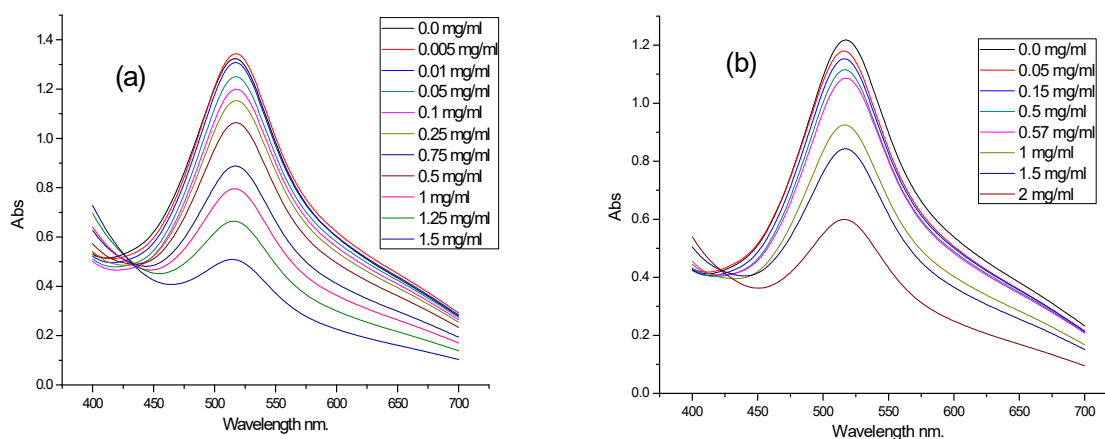 (a)
0.0 mg/ml
0.005 mg/ml
0.01 mg/ml
0.05 mg/ml
0.1 mg/ml
0.25 mg/ml
0.75 mg/ml
0.5 mg/ml
1 mg/ml
1.25 mg/ml
1.5 mg/ml
1.4
1.2
1.0
0.8
0.6
0.4
0.2
0.0
Abs
400 450 500 550 600 650 700
Wavelength nm.
(b)
0.0 mg/ml
0.05 mg/ml
0.15 mg/ml
0.5 mg/ml
0.57 mg/ml
1 mg/ml
1.5 mg/ml
2 mg/ml
1.2
1.0
0.8
0.6
0.4
0.2
0.0
Abs
400 450 500 550 600 650 700
Wavelength nm.